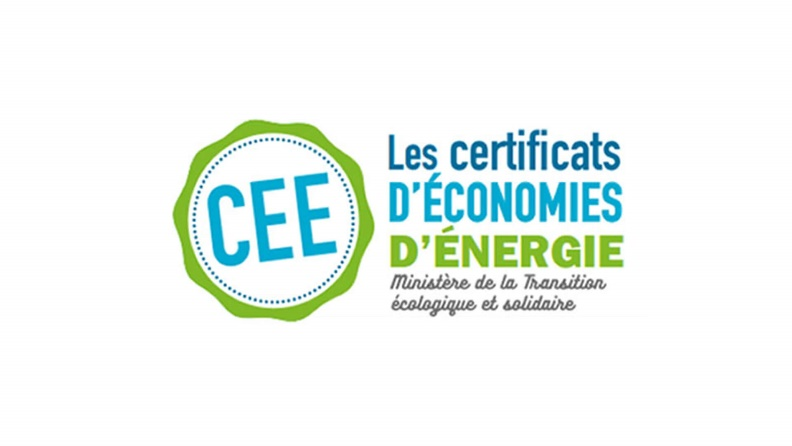 CEE
Les certificats
D'ÉCONOMIES
D'ÉNERGIE
Ministère de la Transition
écologique et solidaire